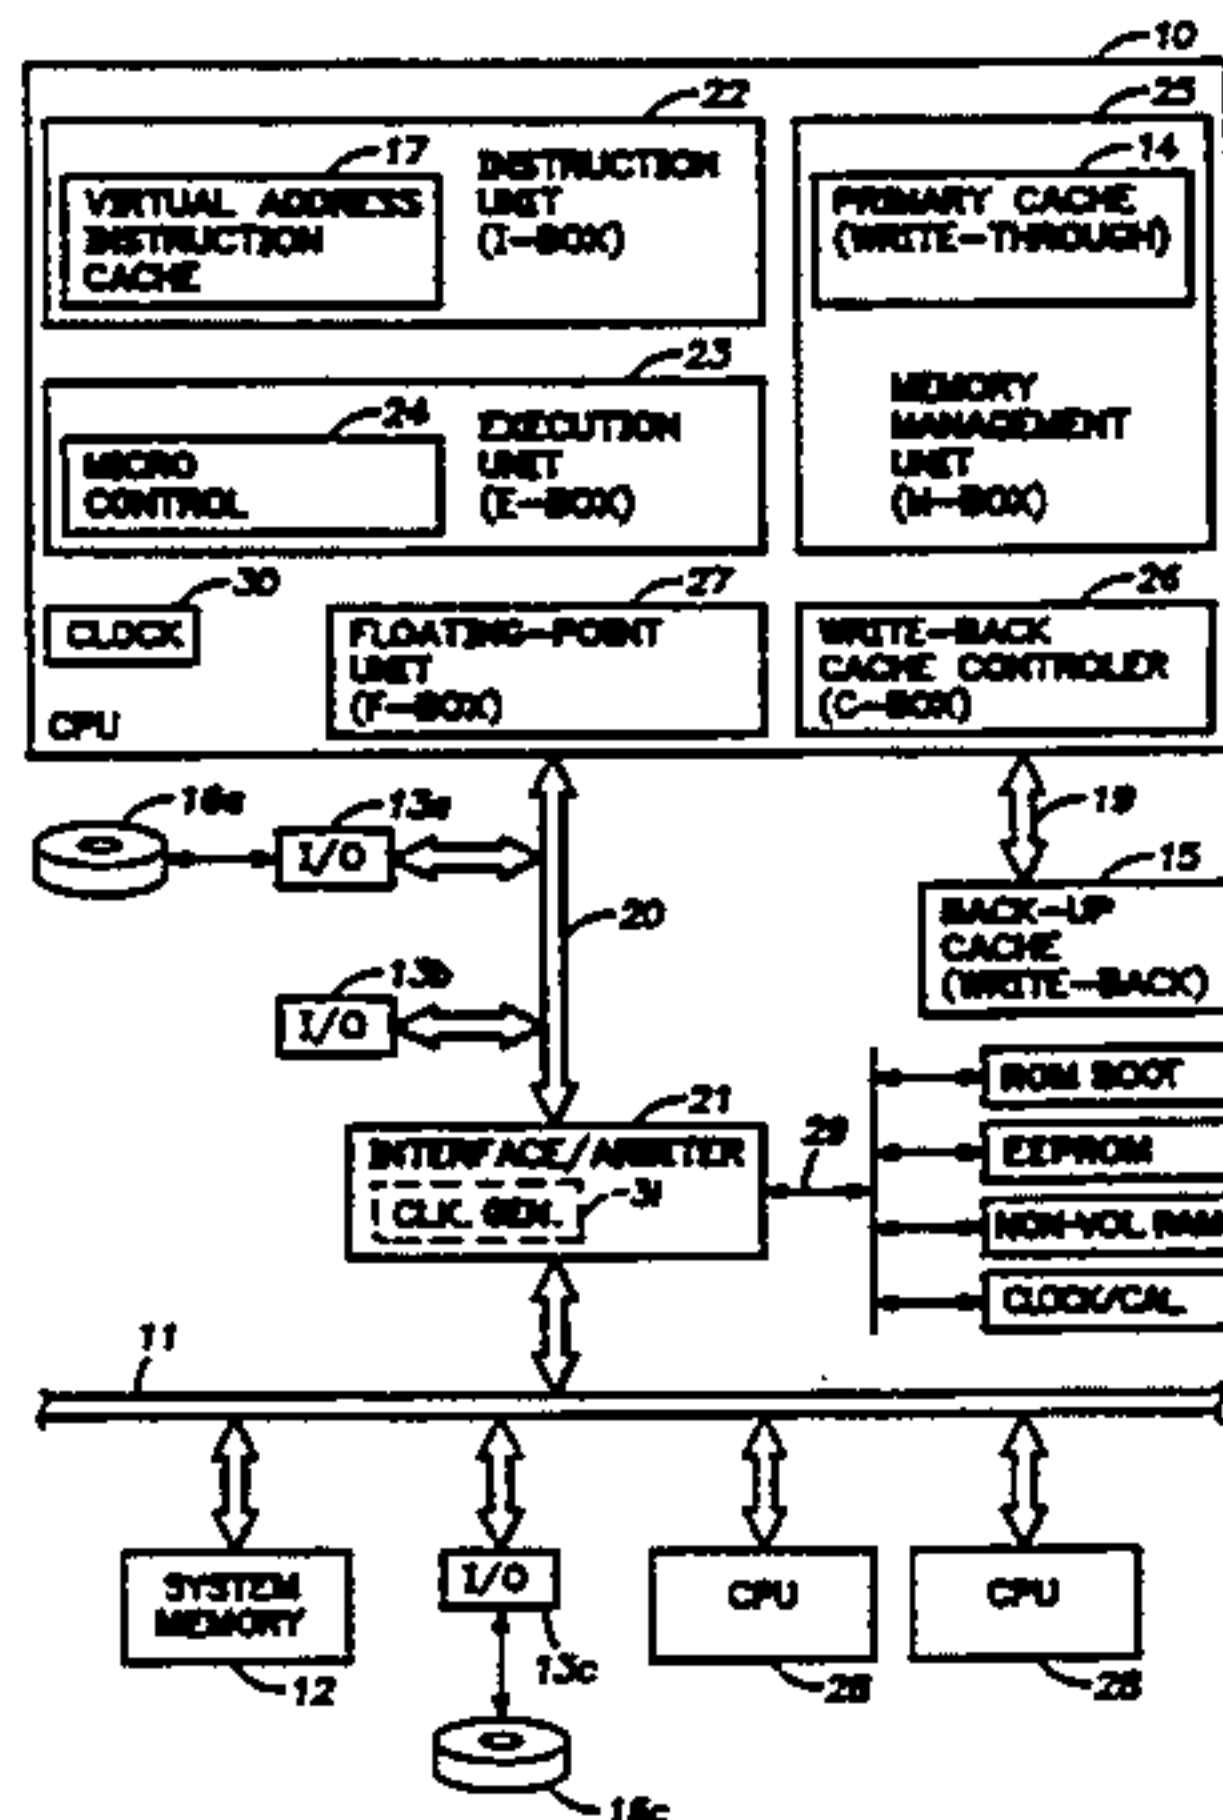 10
22
25
17
14
VIRTUAL ADDRESS
INSTRUCTION
CACHE
INSTRUCTION
UNIT
(I-BOX)
PRIMARY CACHE
(WRITE-THROUGH)
23
24
MICRO
CONTROL
EXECUTION
UNIT
(E-BOX)
MEMORY
MANAGEMENT
UNIT
(M-BOX)
30
27
26
CLOCK
FLOATING-POINT
UNIT
(F-BOX)
WRITE-BACK
CACHE CONTROLER
(C-BOX)
CPU
13a
19
I/O
15
20
BACK-UP
CACHE
(WRITE-BACK)
13b
I/O
ROM BOOT
21
29
INTERFACE/ARBITER
EEPROM
CLK. GEN.
31
NON-VOL RAM
CLOCK/CAL.
11
SYSTEM
MEMORY
I/O
CPU
CPU
12
13c
28
28